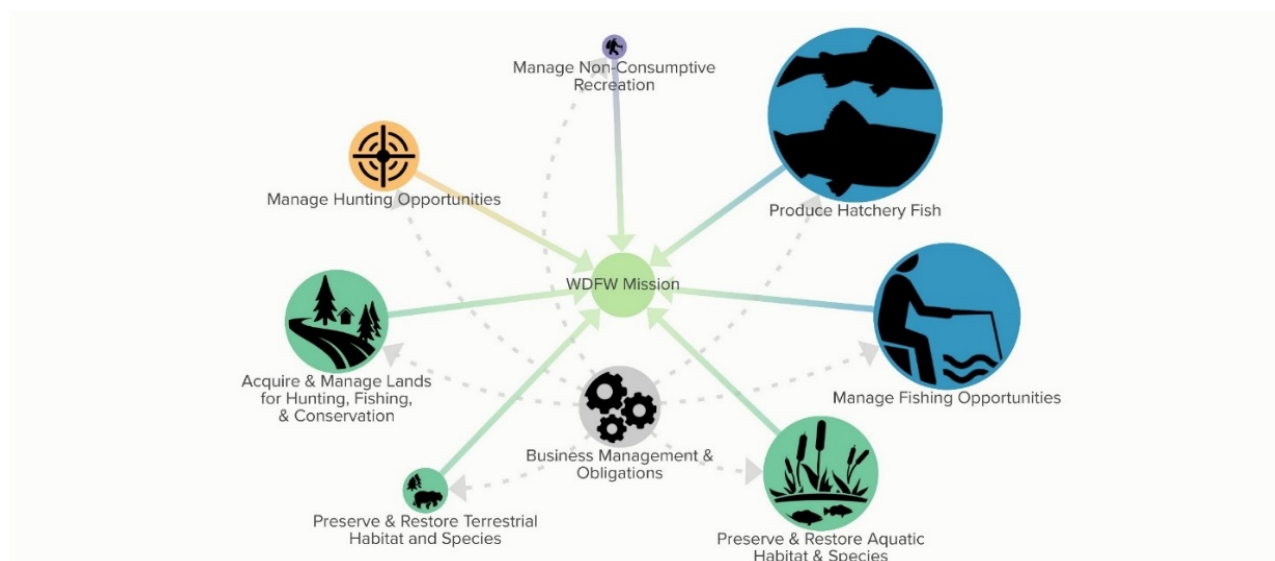 Manage Non-Consumptive
Recreation
Manage Hunting Opportunities
Produce Hatchery Fish
WDFW Mission
Acquire & Manage Lands
for Hunting, Fishing,
& Conservation
Manage Fishing Opportunities
Business Management &
Obligations
Preserve & Restore Terrestrial
Habitat and Species
Preserve & Restore Aquatic
Habitat & Species